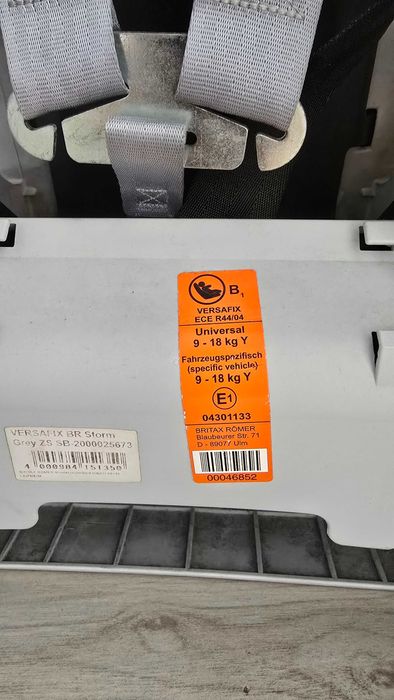 B1
VERSAFIX
ECE R44/04
Universal
9 - 18 kg Y
Fahrzeugspezifisch
(specific vehicle)
9 - 18 kg Y
E1
04301133
BRITAX RÖMER
Blaubeurer Str. 71
D - 89077 Ulm
00046852
VERSAFIX BR Storm
Grey ZS SB-2000025673
4 000984 151350